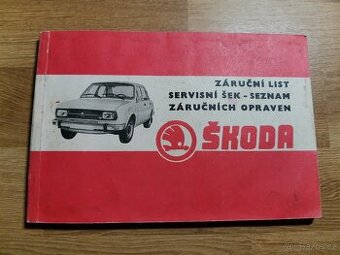 ZÁRUČNÍ LIST
SERVISNÍ ŠEK - SEZNAM
ZÁRUČNÍCH OPRAVEN
ŠKODA